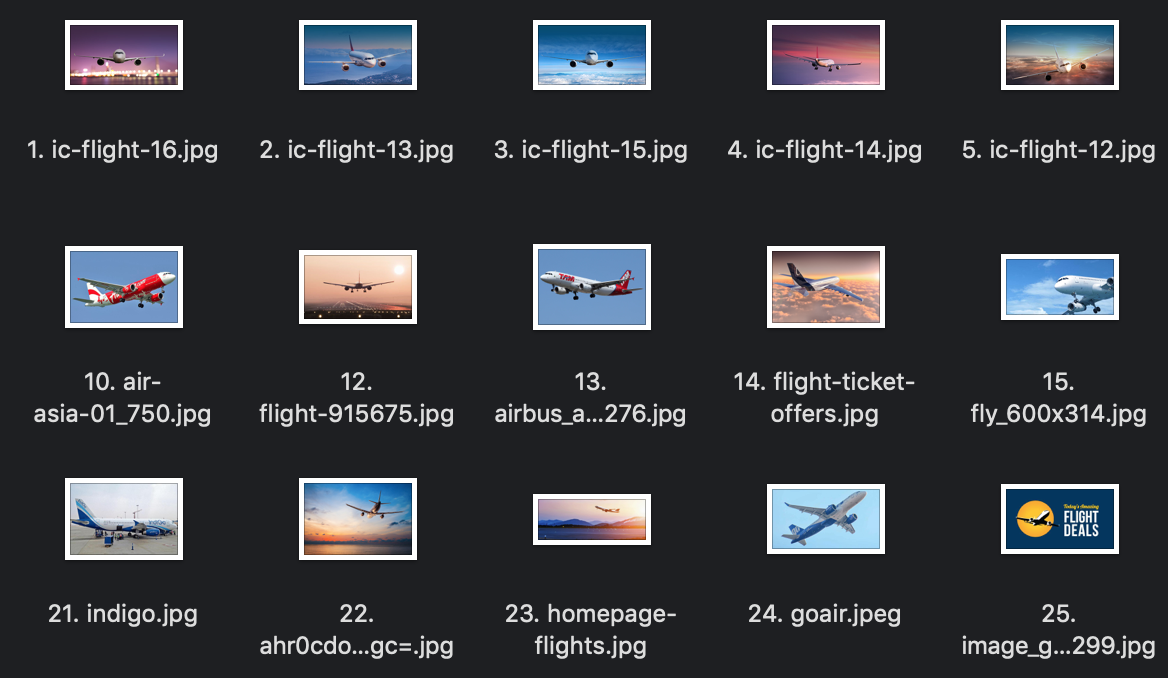 1. ic-flight-16.jpg
2. ic-flight-13.jpg
3. ic-flight-15.jpg
4. ic-flight-14.jpg
5. ic-flight-12.jpg
10. air-
asia-01_750.jpg
12.
flight-915675.jpg
TAM
13.
airbus_a...276.jpg
14. flight-ticket-
offers.jpg
15.
fly_600x314.jpg
21. indigo.jpg
22.
ahr0cdo...gc=.jpg
23. homepage-
flights.jpg
24. goair.jpeg
Today's Amazing
FLIGHT
DEALS
25.
image_g...299.jpg